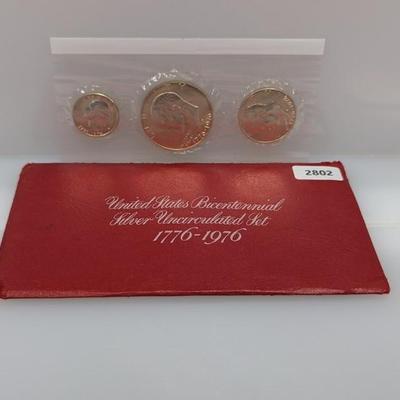 2802
United States Bicentennial
Silver Uncirculated Set
1776-1976